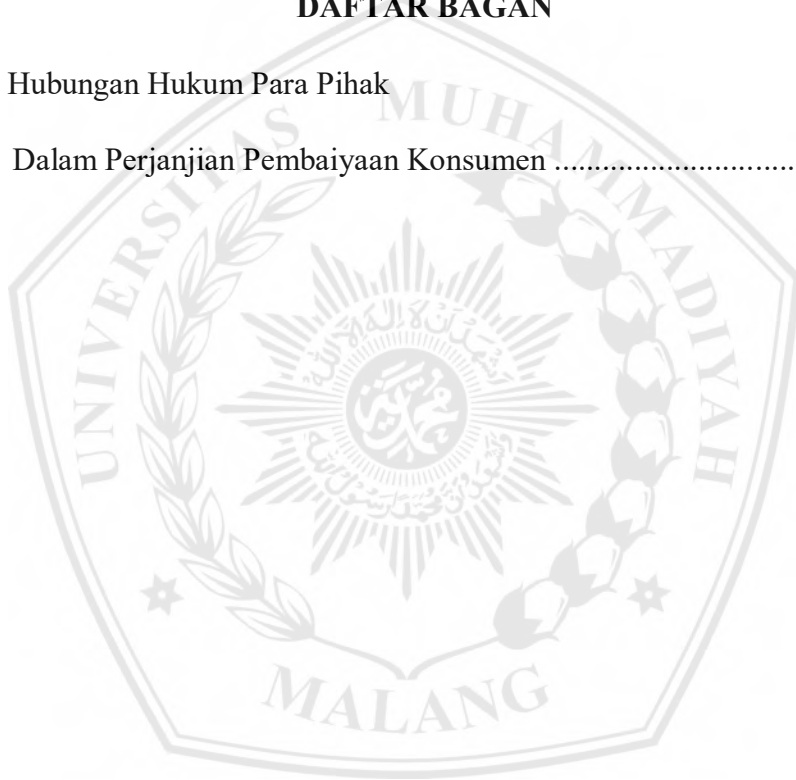 DAFTAR BAGAN
Hubungan Hukum Para Pihak
Dalam Perjanjian Pembaiyaan Konsumen ..............................
UNIVERSITAS MUHAMMADIYAH
MALANG